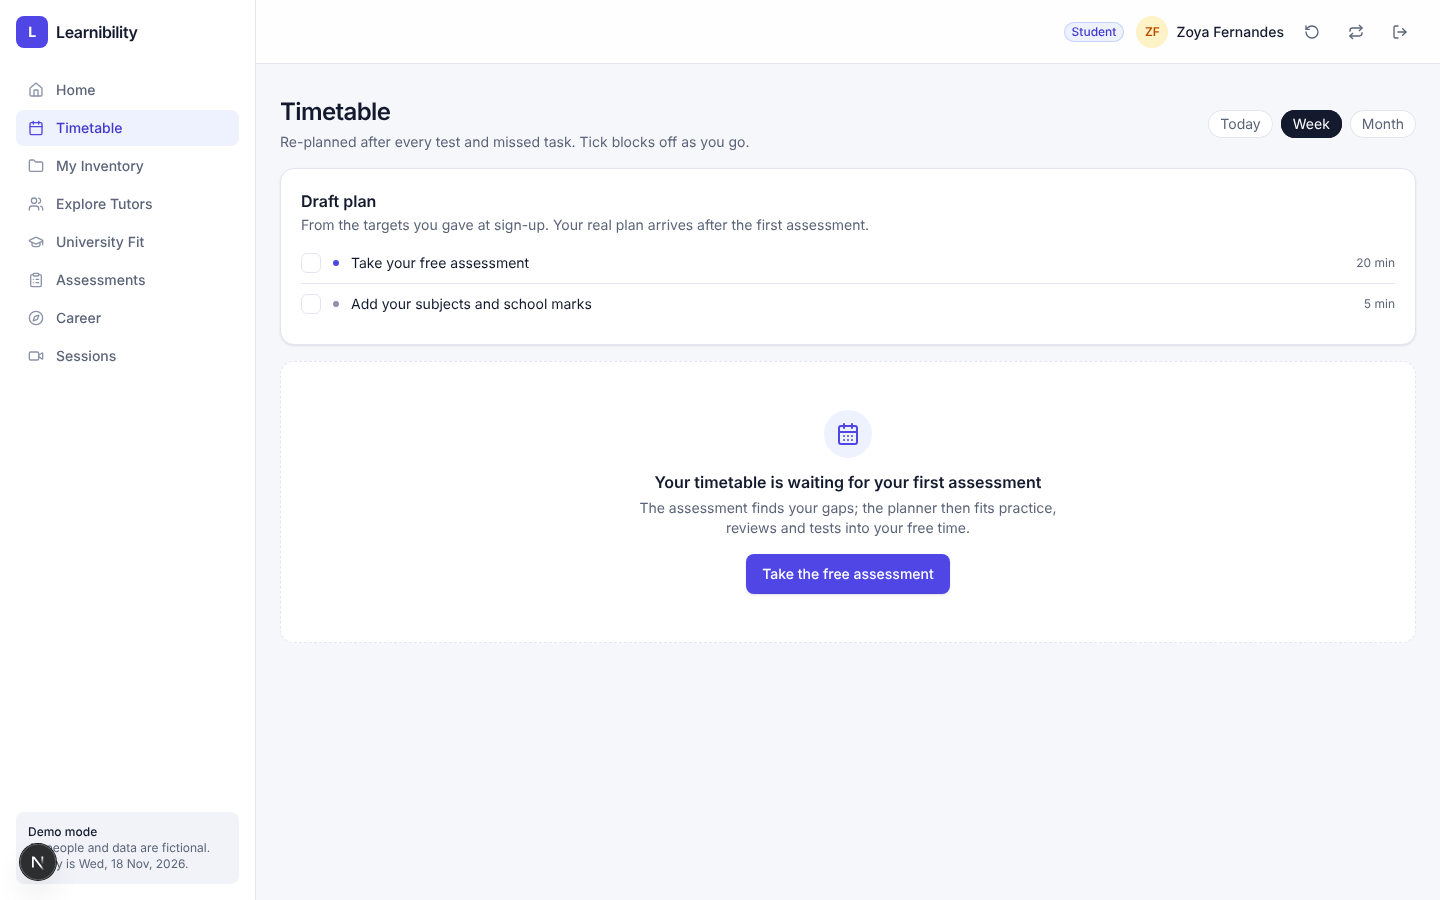 L Learnibility
Student ZF Zoya Fernandes
Home
Timetable
My Inventory
Explore Tutors
University Fit
Assessments
Career
Sessions
Timetable
Re-planned after every test and missed task. Tick blocks off as you go.
Today Week Month
Draft plan
From the targets you gave at sign-up. Your real plan arrives after the first assessment.
Take your free assessment 20 min
Add your subjects and school marks 5 min
Your timetable is waiting for your first assessment
The assessment finds your gaps; the planner then fits practice,
reviews and tests into your free time.
Take the free assessment
Demo mode
people and data are fictional.
is Wed, 18 Nov, 2026.
N